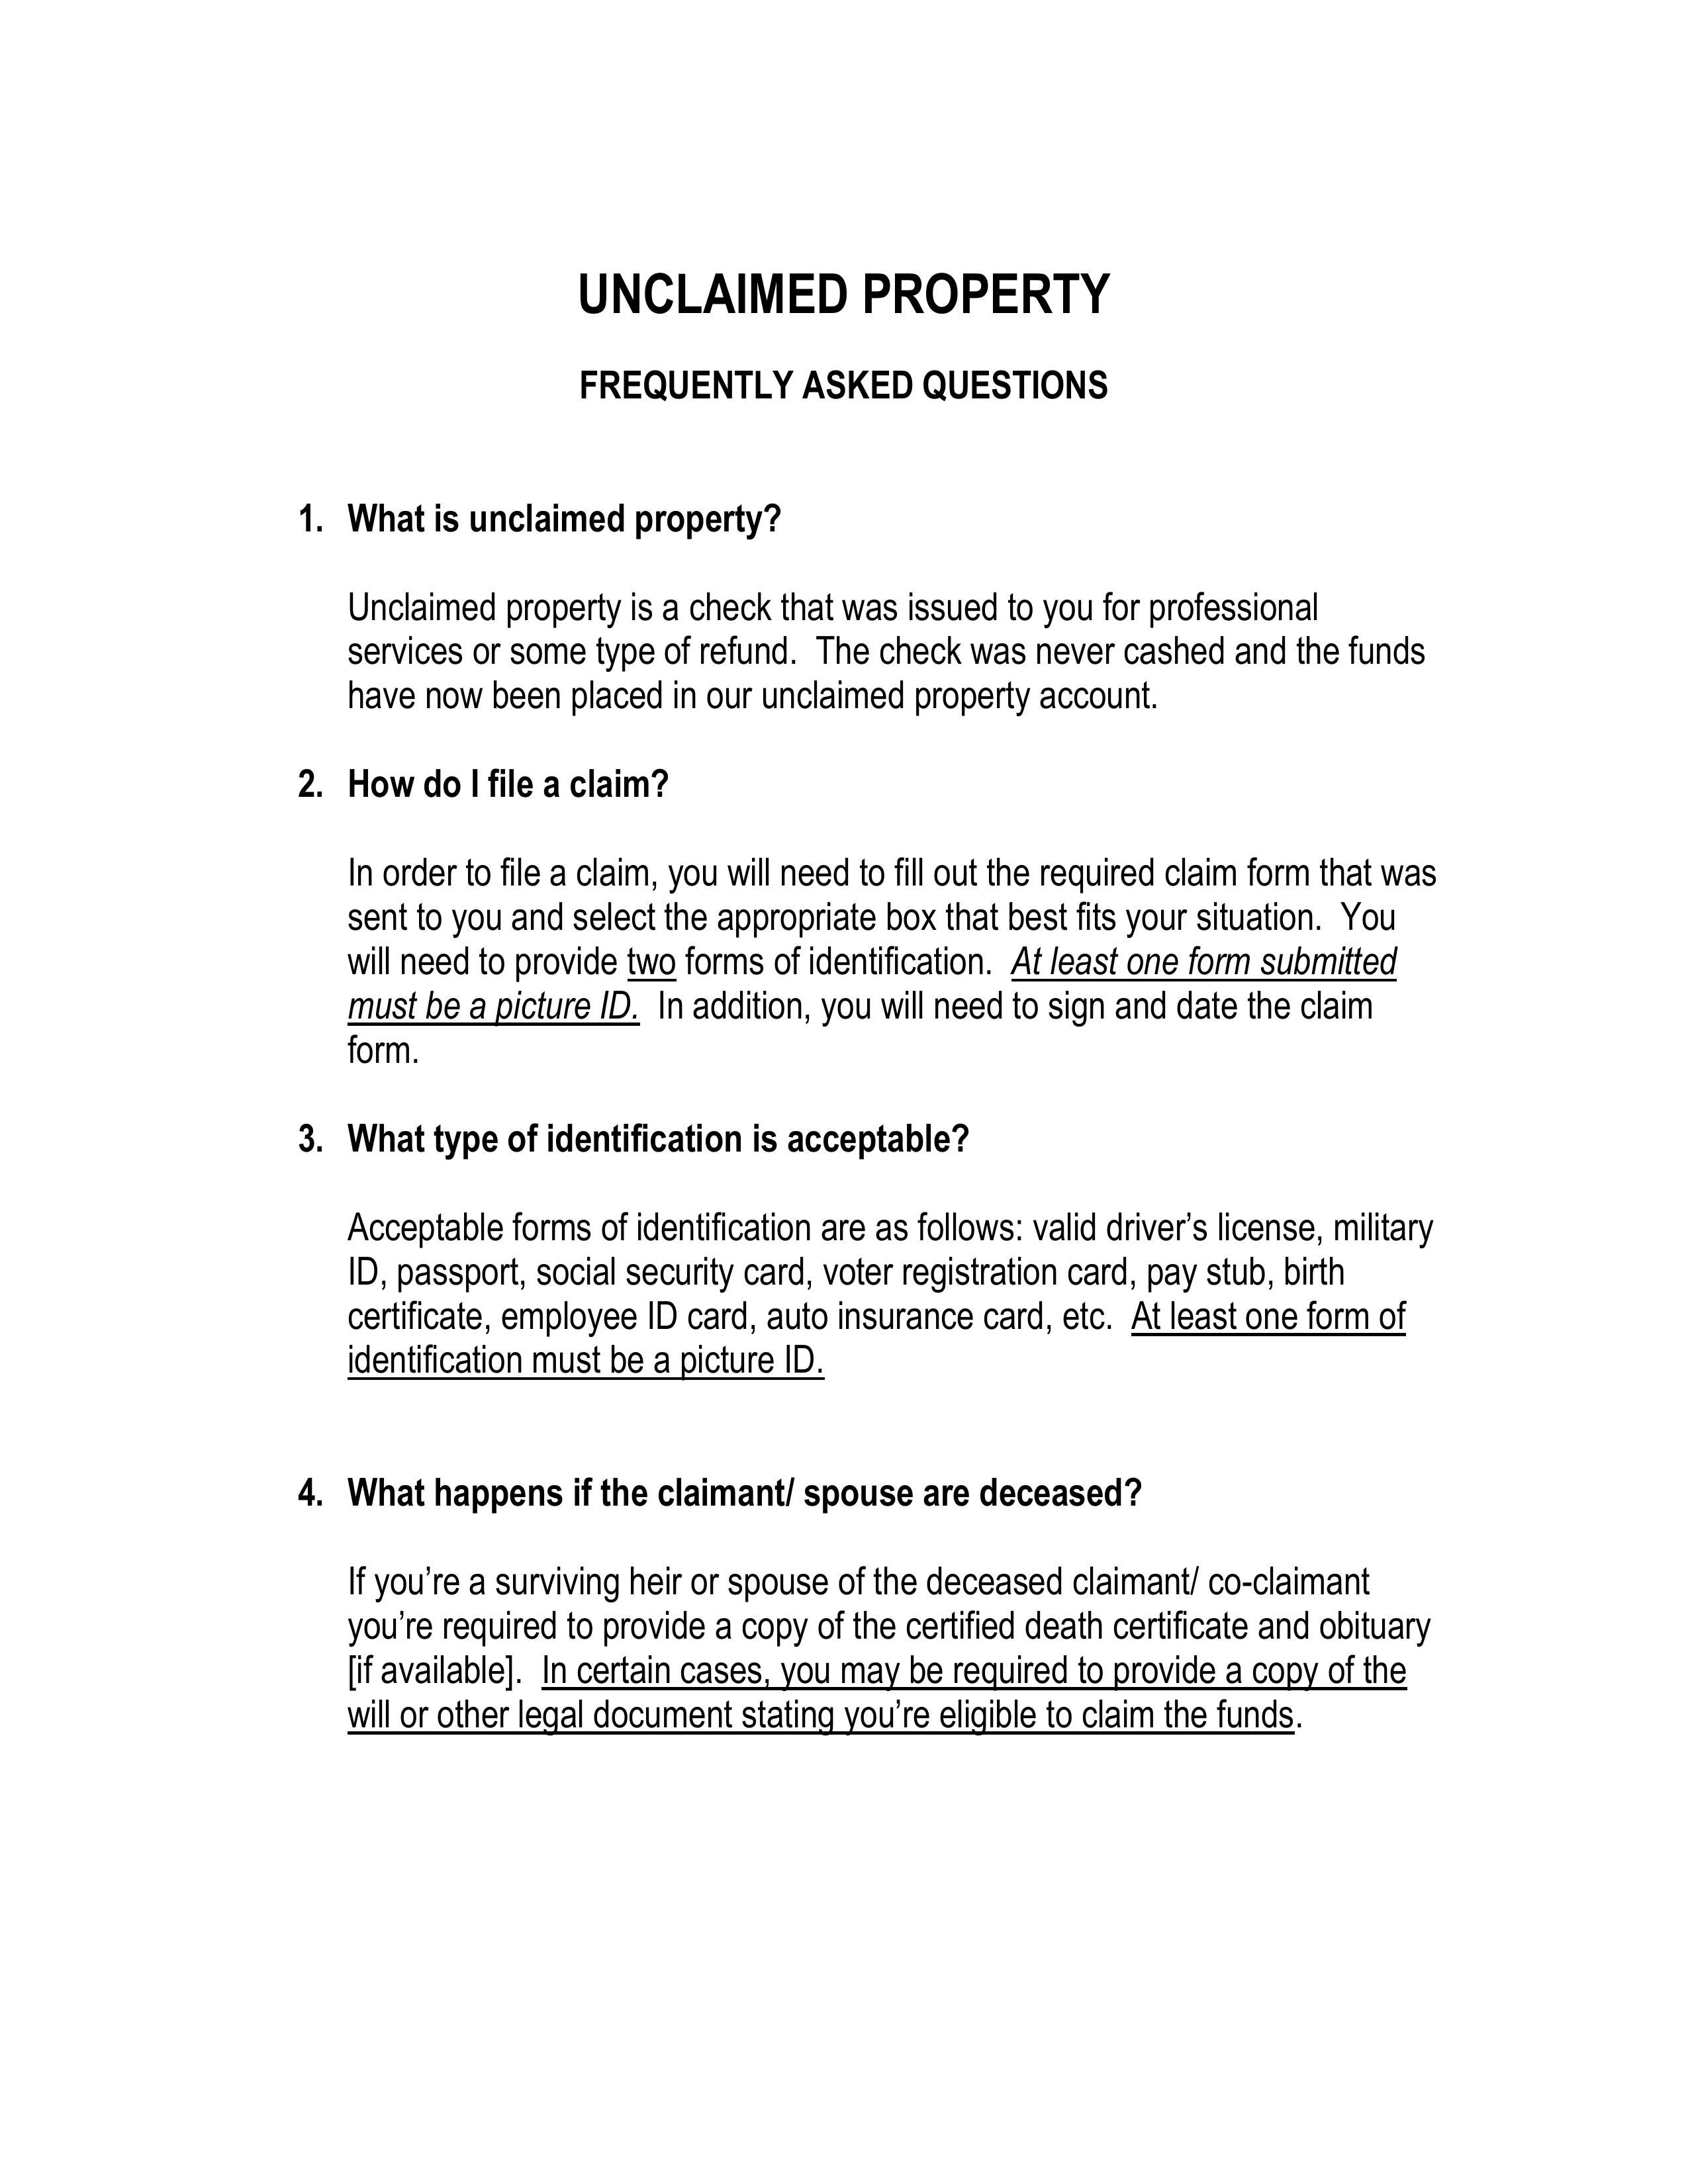 UNCLAIMED PROPERTY
FREQUENTLY ASKED QUESTIONS
1. What is unclaimed property?
Unclaimed property is a check that was issued to you for professional
services or some type of refund.  The check was never cashed and the funds
have now been placed in our unclaimed property account.
2. How do I file a claim?
In order to file a claim, you will need to fill out the required claim form that was
sent to you and select the appropriate box that best fits your situation.  You
will need to provide two forms of identification.  At least one form submitted
must be a picture ID.  In addition, you will need to sign and date the claim
form.
3. What type of identification is acceptable?
Acceptable forms of identification are as follows: valid driver’s license, military
ID, passport, social security card, voter registration card, pay stub, birth
certificate, employee ID card, auto insurance card, etc.  At least one form of
identification must be a picture ID.
4. What happens if the claimant/ spouse are deceased?
If you’re a surviving heir or spouse of the deceased claimant/ co-claimant
you’re required to provide a copy of the certified death certificate and obituary
[if available].  In certain cases, you may be required to provide a copy of the
will or other legal document stating you’re eligible to claim the funds.